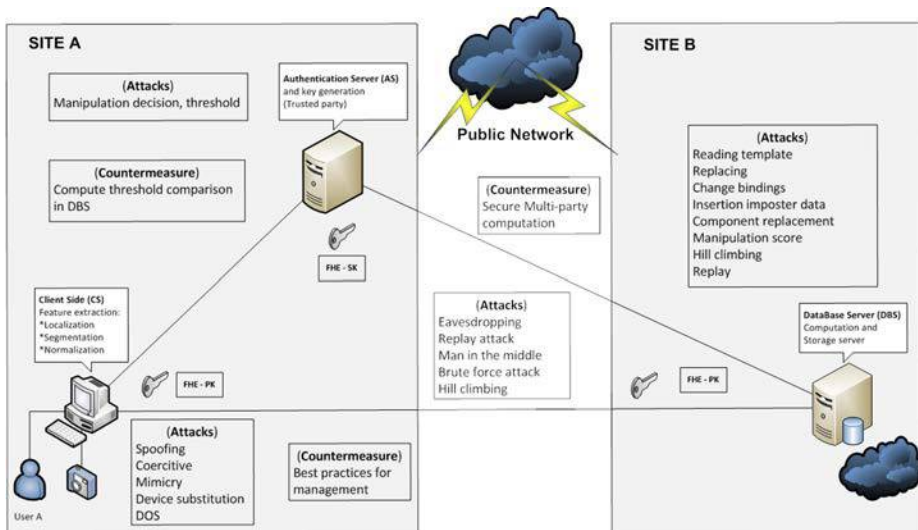 SITE A
(Attacks)
Manipulation decision, threshold
Authentication Server (AS)
and key generation
(Trusted party)
(Countermeasure)
Compute threshold comparison
in DBS
FHE - SK
Client Side (CS)
Feature extraction:
*Localization
*Segmentation
*Normalization
FHE - PK
User A
(Attacks)
Spoofing
Coercitive
Mimicry
Device substitution
DOS
(Countermeasure)
Best practices for
management
Public Network
(Countermeasure)
Secure Multi-party
computation
(Attacks)
Eavesdropping
Replay attack
Man in the middle
Brute force attack
Hill climbing
SITE B
(Attacks)
Reading template
Replacing
Change bindings
Insertion imposter data
Component replacement
Manipulation score
Hill climbing
Replay
DataBase Server (DBS)
Computation and
Storage server
FHE - PK